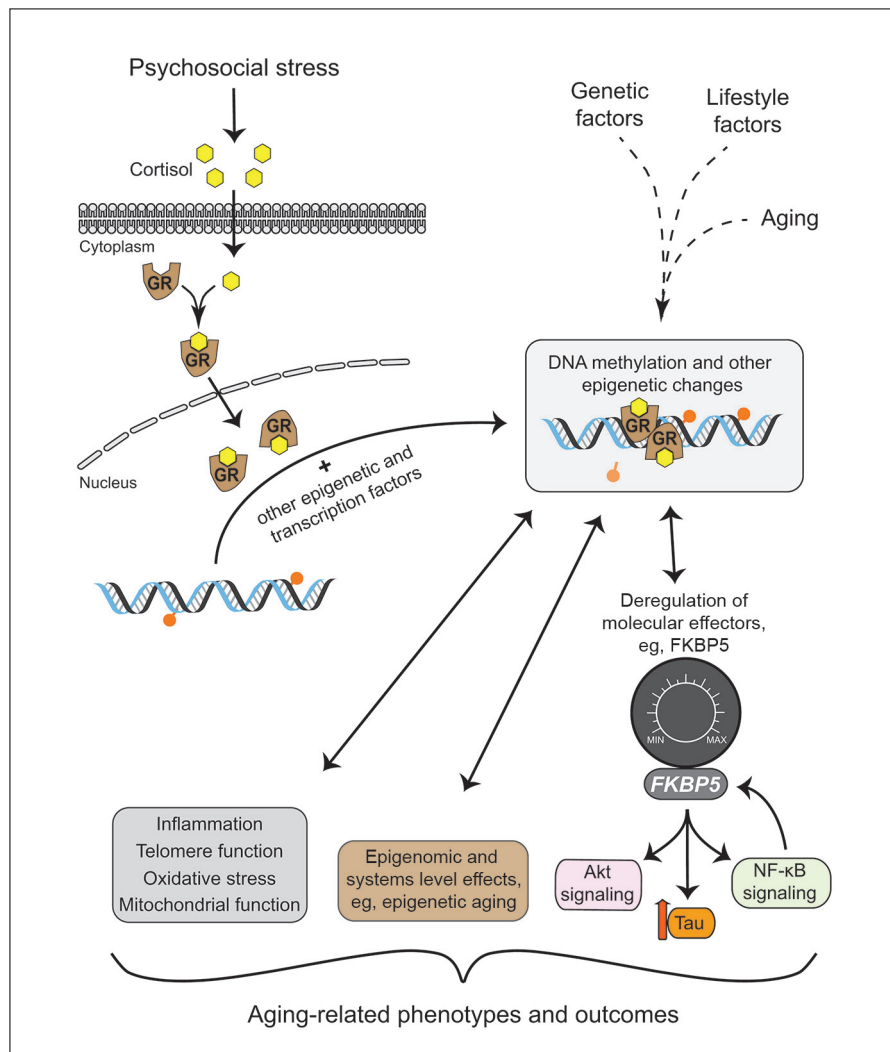 Psychosocial stress
Cortisol
Cytoplasm
GR
GR
GR
GR
Nucleus
+
other epigenetic and
transcription factors
Genetic
factors
Lifestyle
factors
Aging
DNA methylation and other
epigenetic changes
GR
GR
Deregulation of
molecular effectors,
eg, FKBP5
MIN
MAX
FKBP5
Inflammation
Telomere function
Oxidative stress
Mitochondrial function
Epigenomic and
systems level effects,
eg, epigenetic aging
Akt
signaling
Tau
NF-κB
signaling
Aging-related phenotypes and outcomes